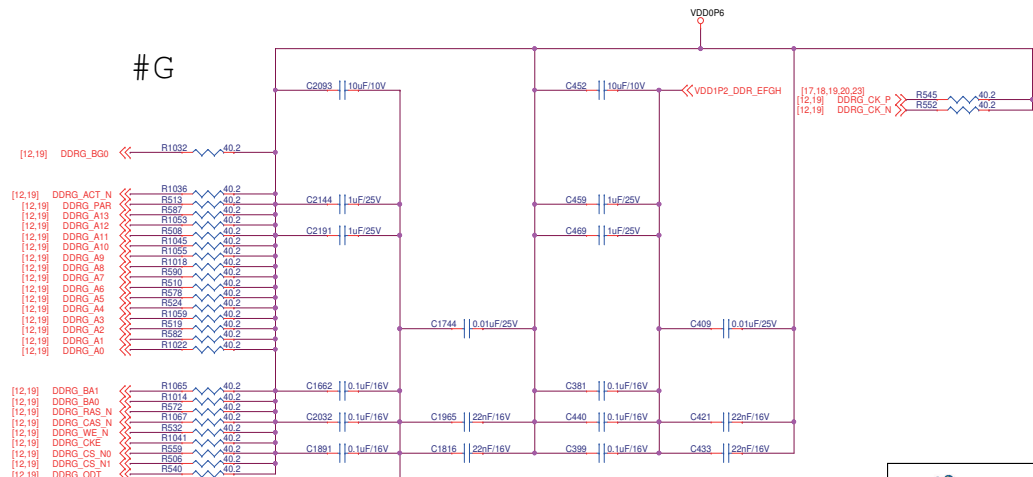 VDD0P6
#G
C2093 10uF/10V
C452 10uF/10V
VDD1P2_DDR_EFGH
[17,18,19,20,23]
[12,19] DDRG_CK_P R545 40.2
[12,19] DDRG_CK_N R552 40.2
[12,19] DDRG_BG0 R1032 40.2
[12,19] DDRG_ACT_N R1036 40.2
[12,19] DDRG_PAR R513 40.2
[12,19] DDRG_A13 R587 40.2
[12,19] DDRG_A12 R1053 40.2
[12,19] DDRG_A11 R508 40.2
[12,19] DDRG_A10 R1045 40.2
[12,19] DDRG_A9 R1055 40.2
[12,19] DDRG_A8 R1018 40.2
[12,19] DDRG_A7 R590 40.2
[12,19] DDRG_A6 R510 40.2
[12,19] DDRG_A5 R578 40.2
[12,19] DDRG_A4 R524 40.2
[12,19] DDRG_A3 R1059 40.2
[12,19] DDRG_A2 R519 40.2
[12,19] DDRG_A1 R582 40.2
[12,19] DDRG_A0 R1022 40.2
C2144 1uF/25V
C459 1uF/25V
C2191 1uF/25V
C469 1uF/25V
C1744 0.01uF/25V
C409 0.01uF/25V
[12,19] DDRG_BA1 R1065 40.2
[12,19] DDRG_BA0 R1014 40.2
[12,19] DDRG_RAS_N R572 40.2
[12,19] DDRG_CAS_N R1067 40.2
[12,19] DDRG_WE_N R532 40.2
[12,19] DDRG_CKE R1041 40.2
[12,19] DDRG_CS_N0 R559 40.2
[12,19] DDRG_CS_N1 R506 40.2
[12,19] DDRG_ODT R540 40.2
C1662 0.1uF/16V
C381 0.1uF/16V
C2032 0.1uF/16V
C1965 22nF/16V
C440 0.1uF/16V
C421 22nF/16V
C1891 0.1uF/16V
C1816 22nF/16V
C399 0.1uF/16V
C433 22nF/16V